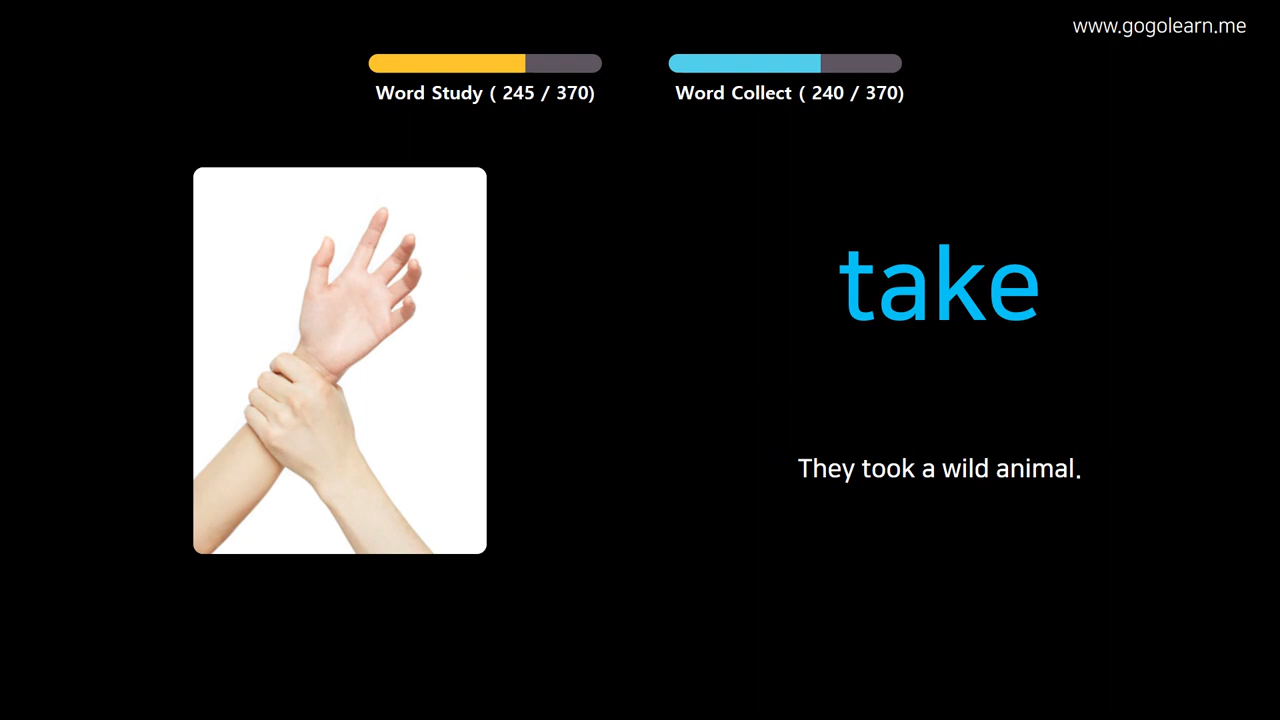 www.gogolearn.me
Word Study ( 245 / 370)
Word Collect ( 240 / 370)
take
They took a wild animal.